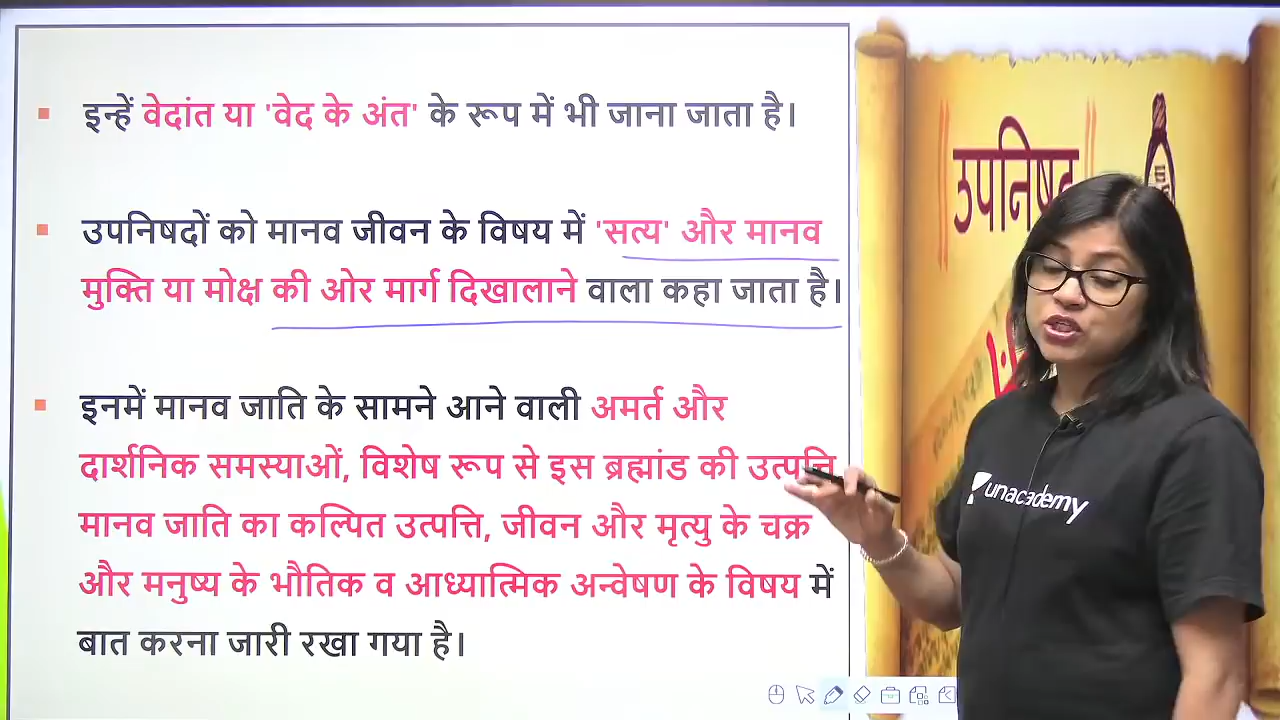 इन्हें वेदांत या 'वेद के अंत' के रूप में भी जाना जाता है।
उपनिषदों को मानव जीवन के विषय में 'सत्य' और मानव
मुक्ति या मोक्ष की ओर मार्ग दिखालाने वाला कहा जाता है।
इनमें मानव जाति के सामने आने वाली अमर्त और
दार्शनिक समस्याओं, विशेष रूप से इस ब्रह्मांड की उत्पत्ति
मानव जाति का कल्पित उत्पत्ति, जीवन और मृत्यु के चक्र
और मनुष्य के भौतिक व आध्यात्मिक अन्वेषण के विषय में
बात करना जारी रखा गया है।
उपनिषद
unacademy